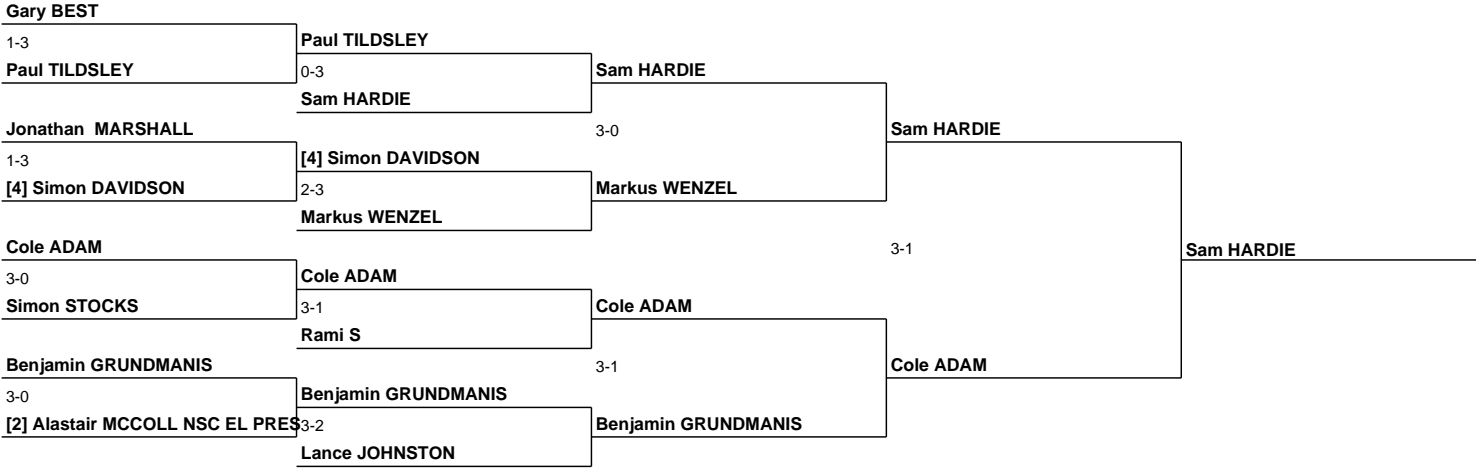 Gary BEST
1-3
Paul TILDSLEY
Jonathan MARSHALL
1-3
[4] Simon DAVIDSON
Cole ADAM
3-0
Simon STOCKS
Benjamin GRUNDMANIS
3-0
[2] Alastair MCCOLL NSC EL PRES
Paul TILDSLEY
0-3
Sam HARDIE
[4] Simon DAVIDSON
2-3
Markus WENZEL
Cole ADAM
3-1
Rami S
Benjamin GRUNDMANIS
3-2
Lance JOHNSTON
Sam HARDIE
3-0
Markus WENZEL
Cole ADAM
3-1
Benjamin GRUNDMANIS
Sam HARDIE
3-1
Cole ADAM
Sam HARDIE